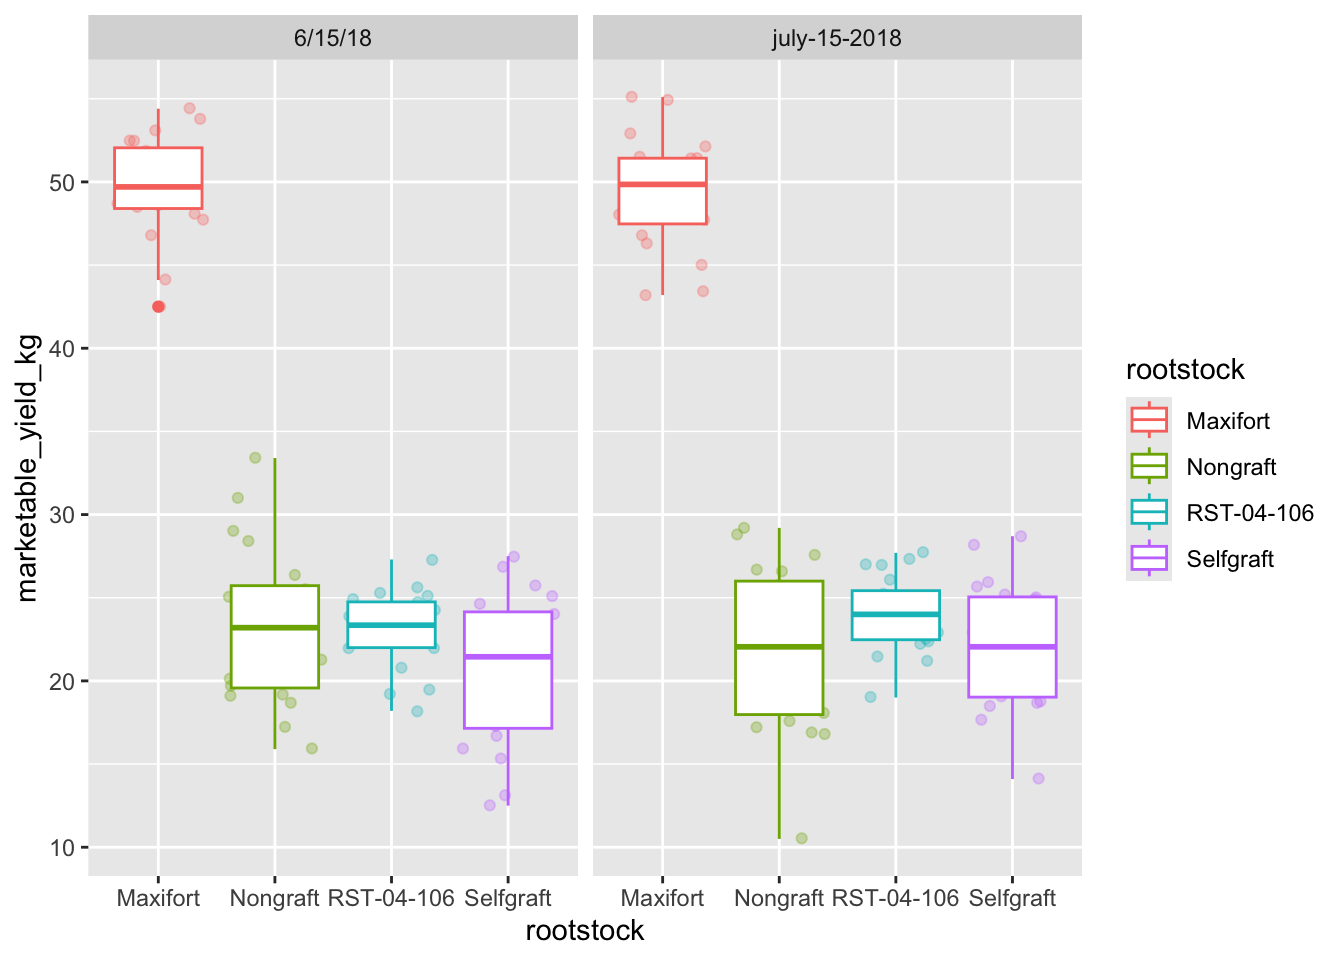 6/15/18
july-15-2018
marketable_yield_kg
50
40
30
20
10
Maxifort Nongraft RST-04-106 Selfgraft
Maxifort Nongraft RST-04-106 Selfgraft
rootstock
rootstock
Maxifort
Nongraft
RST-04-106
Selfgraft